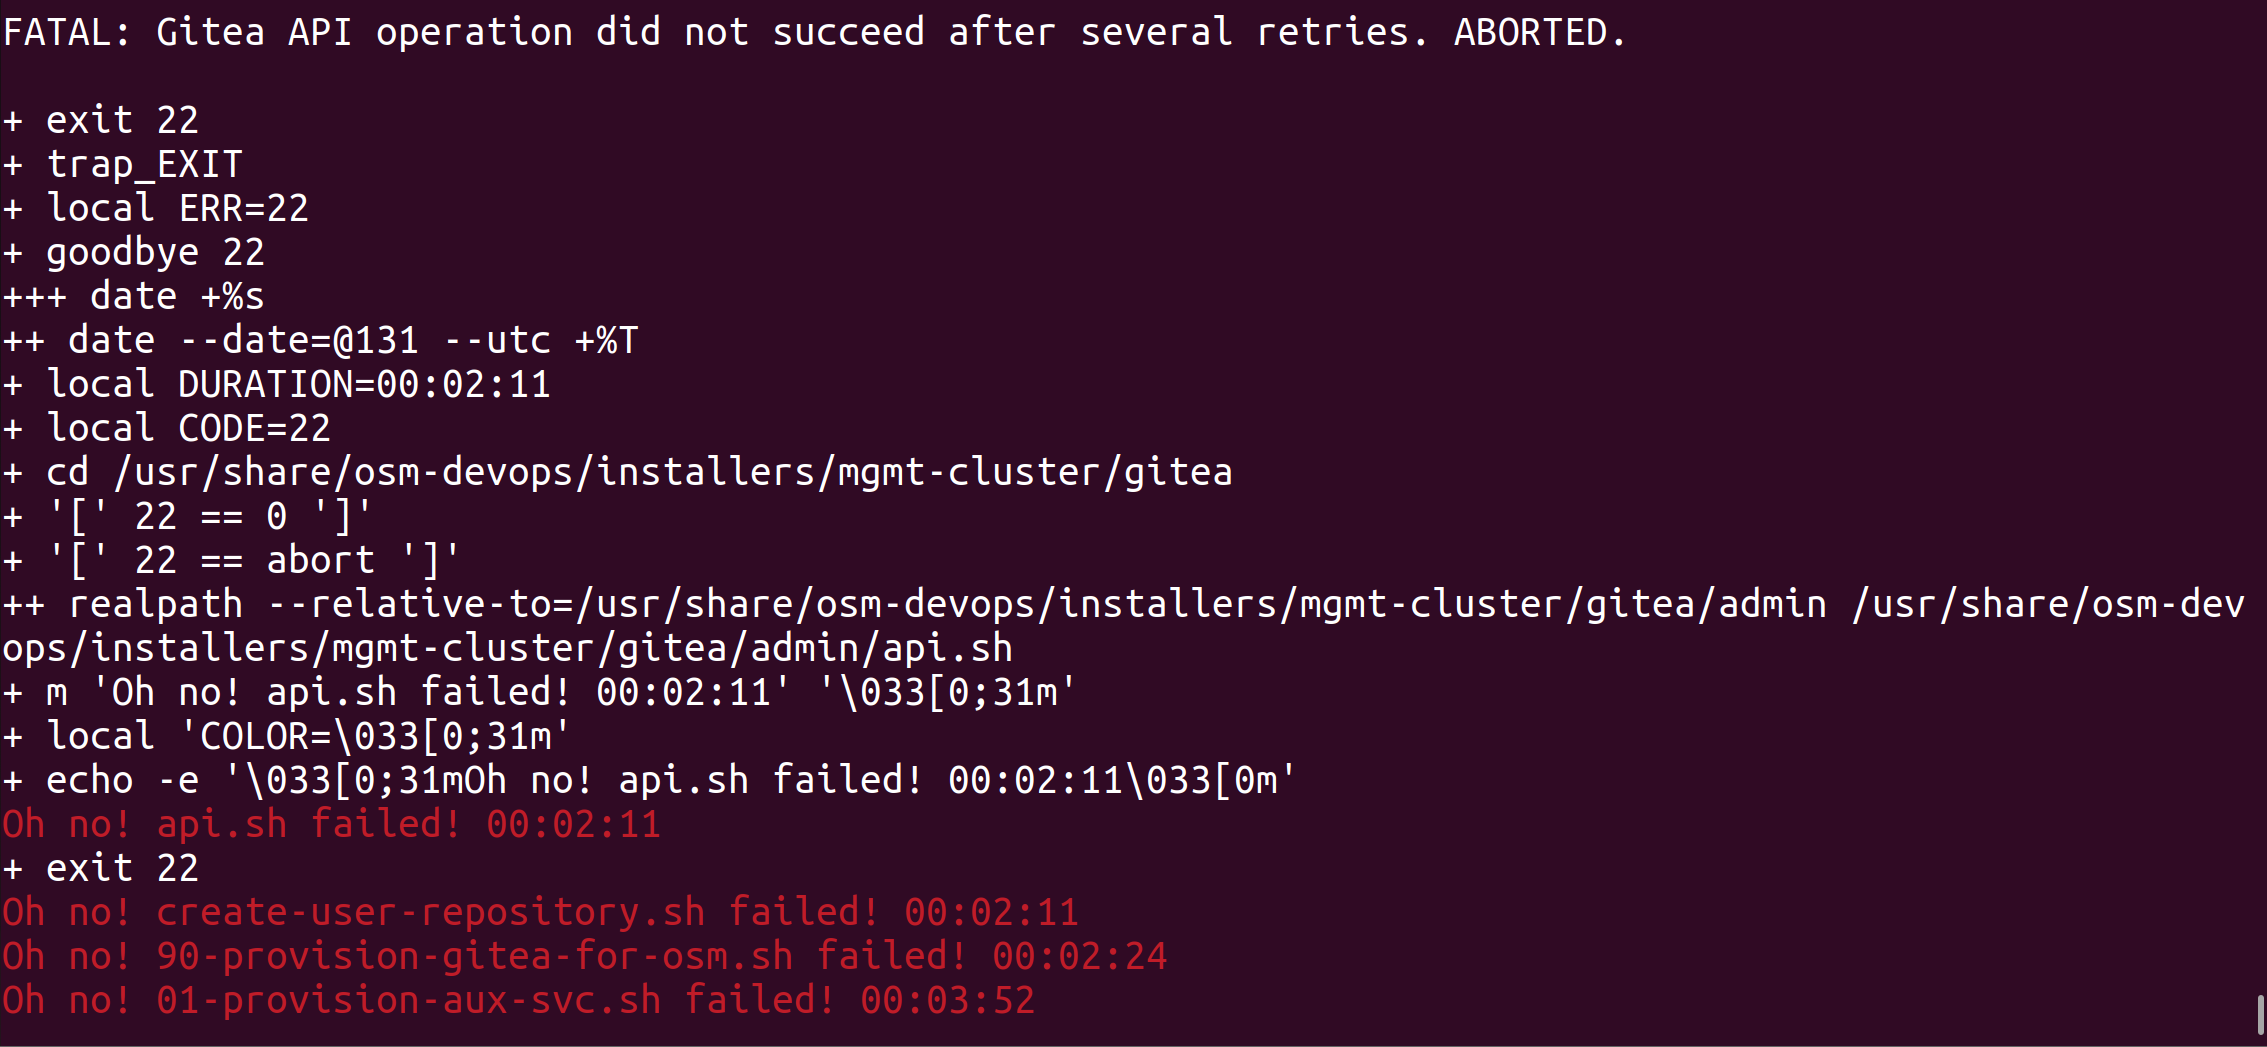 FATAL: Gitea API operation did not succeed after several retries. ABORTED.
+ exit 22
+ trap_EXIT
+ local ERR=22
+ goodbye 22
+++ date +%s
++ date --date=@131 --utc +%T
+ local DURATION=00:02:11
+ local CODE=22
+ cd /usr/share/osm-devops/installers/mgmt-cluster/gitea
+ '[' 22 == 0 ']'
+ '[' 22 == abort ']'
++ realpath --relative-to=/usr/share/osm-devops/installers/mgmt-cluster/gitea/admin /usr/share/osm-dev
ops/installers/mgmt-cluster/gitea/admin/api.sh
+ m 'Oh no! api.sh failed! 00:02:11' '\033[0;31m'
+ local 'COLOR=\033[0;31m'
+ echo -e '\033[0;31mOh no! api.sh failed! 00:02:11\033[0m'
Oh no! api.sh failed! 00:02:11
+ exit 22
Oh no! create-user-repository.sh failed! 00:02:11
Oh no! 90-provision-gitea-for-osm.sh failed! 00:02:24
Oh no! 01-provision-aux-svc.sh failed! 00:03:52